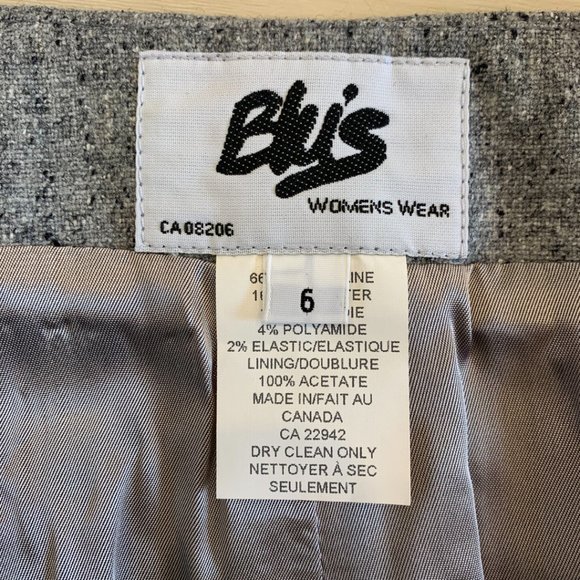 Blu's
WOMENS WEAR
CA 08206
6
4% POLYAMIDE
2% ELASTIC/ELASTIQUE
LINING/DOUBLURE
100% ACETATE
MADE IN/FAIT AU
CANADA
CA 22942
DRY CLEAN ONLY
NETTOYER À SEC
SEULEMENT